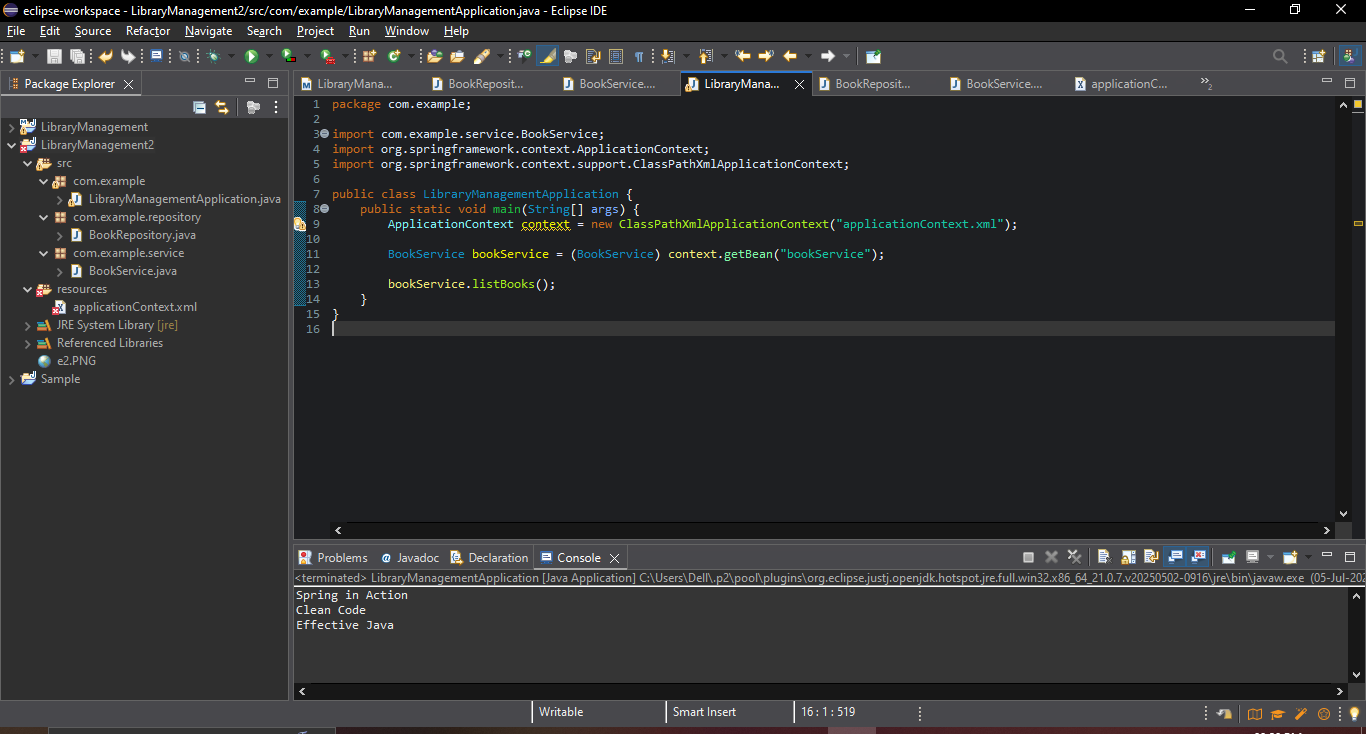 eclipse-workspace - LibraryManagement2/src/com/example/LibraryManagementApplication.java - Eclipse IDE
File Edit Source Refactor Navigate Search Project Run Window Help
Package Explorer
LibraryManagement
LibraryManagement2
src
com.example
LibraryManagementApplication.java
com.example.repository
BookRepository.java
com.example.service
BookService.java
resources
applicationContext.xml
JRE System Library [jre]
Referenced Libraries
e2.PNG
Sample
LibraryMana... BookReposit... BookService.... LibraryMana... BookReposit... BookService.... applicationC... »2
1 package com.example;
2
3 import com.example.service.BookService;
4 import org.springframework.context.ApplicationContext;
5 import org.springframework.context.support.ClassPathXmlApplicationContext;
6
7 public class LibraryManagementApplication {
8 public static void main(String[] args) {
9 ApplicationContext context = new ClassPathXmlApplicationContext("applicationContext.xml");
10
11 BookService bookService = (BookService) context.getBean("bookService");
12
13 bookService.listBooks();
14 }
15 }
16
Problems @ Javadoc Declaration Console
<terminated> LibraryManagementApplication [Java Application] C:\Users\Dell\.p2\pool\plugins\org.eclipse.justj.openjdk.hotspot.jre.full.win32.x86_64_21.0.7.v20250502-0916\jre\bin\javaw.exe (05-Jul-202
Spring in Action
Clean Code
Effective Java
Writable Smart Insert 16 : 1 : 519